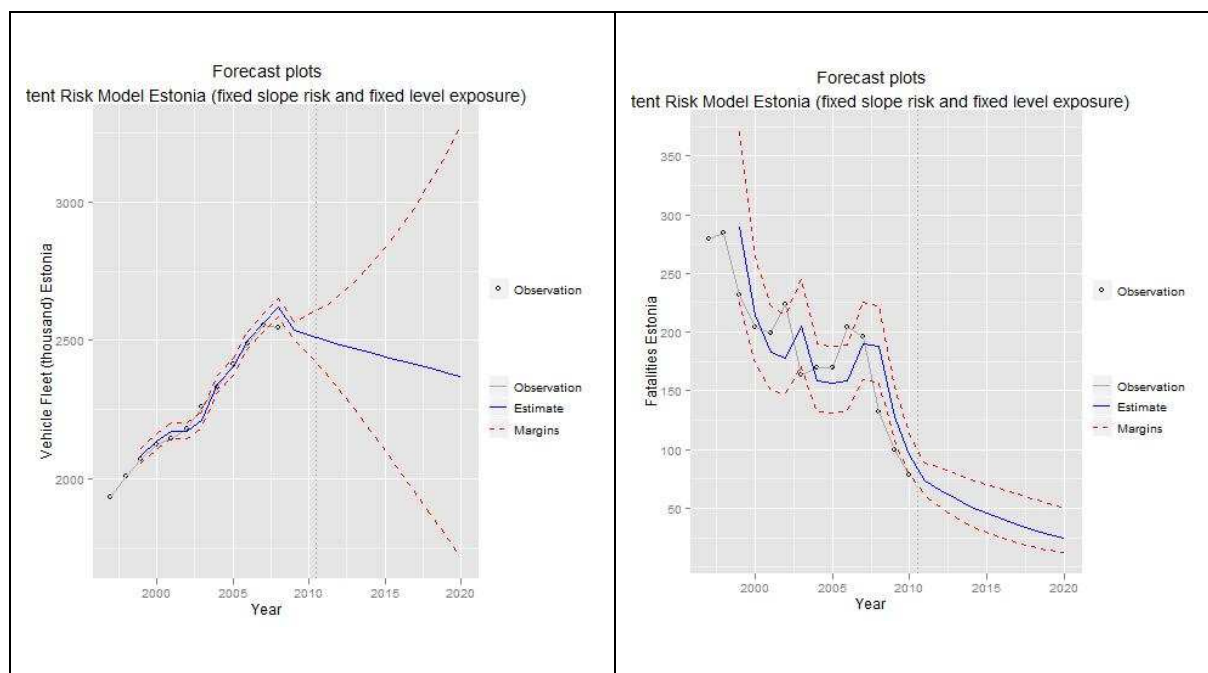 Forecast plots
tent Risk Model Estonia (fixed slope risk and fixed level exposure)
Vehicle Fleet (thousand) Estonia
3000
2500
2000
2000
2005
2010
2015
2020
Year
Observation
Observation
Estimate
Margins
Forecast plots
tent Risk Model Estonia (fixed slope risk and fixed level exposure)
Fatalities Estonia
350
300
250
200
150
100
50
2000
2005
2010
2015
2020
Year
Observation
Observation
Estimate
Margins